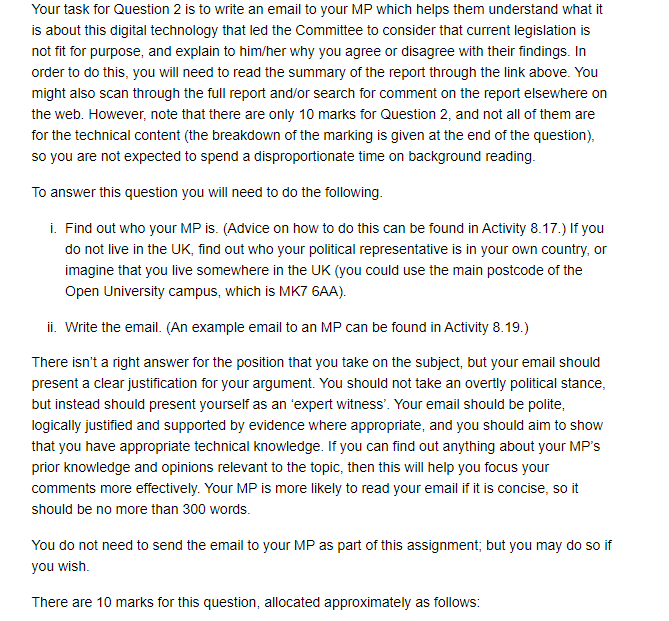 Your task for Question 2 is to write an email to your MP which helps them understand what it
is about this digital technology that led the Committee to consider that current legislation is
not fit for purpose, and explain to him/her why you agree or disagree with their findings. In
order to do this, you will need to read the summary of the report through the link above. You
might also scan through the full report and/or search for comment on the report elsewhere on
the web. However, note that there are only 10 marks for Question 2, and not all of them are
for the technical content (the breakdown of the marking is given at the end of the question),
so you are not expected to spend a disproportionate time on background reading.
To answer this question you will need to do the following.
i. Find out who your MP is. (Advice on how to do this can be found in Activity 8.17.) If you
do not live in the UK, find out who your political representative is in your own country, or
imagine that you live somewhere in the UK (you could use the main postcode of the
Open University campus, which is MK7 6AA).
ii. Write the email. (An example email to an MP can be found in Activity 8.19.)
There isn't a right answer for the position that you take on the subject, but your email should
present a clear justification for your argument. You should not take an overtly political stance,
but instead should present yourself as an 'expert witness'. Your email should be polite,
logically justified and supported by evidence where appropriate, and you should aim to show
that you have appropriate technical knowledge. If you can find out anything about your MP's
prior knowledge and opinions relevant to the topic, then this will help you focus your
comments more effectively. Your MP is more likely to read your email if it is concise, so it
should be no more than 300 words.
You do not need to send the email to your MP as part of this assignment; but you may do so if
you wish.
There are 10 marks for this question, allocated approximately as follows: